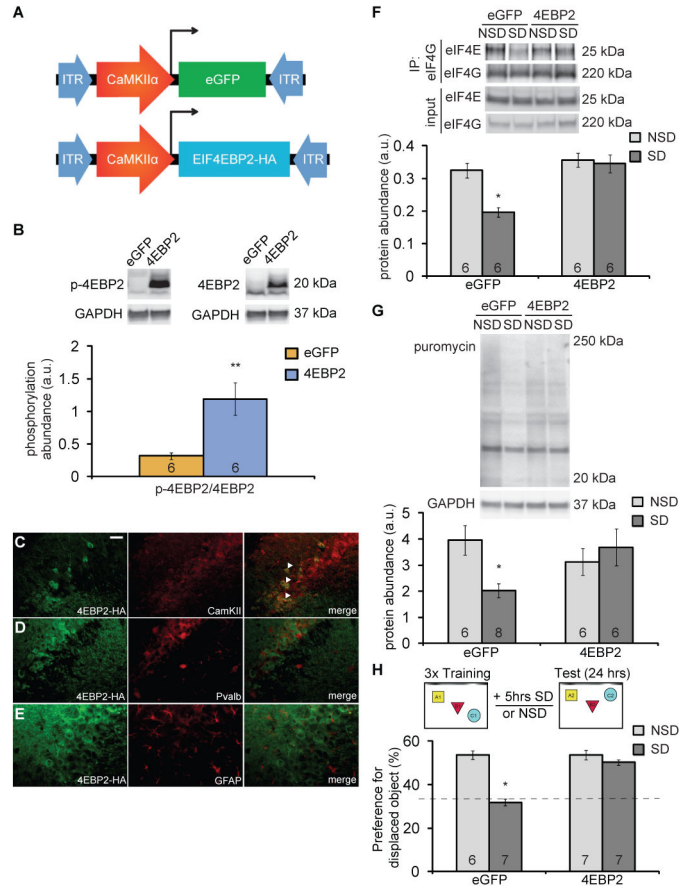 A
ITR CaMKIIα eGFP ITR
ITR CaMKIIα EIF4EBP2-HA ITR
B
eGFP 4EBP2 eGFP 4EBP2
p-4EBP2 4EBP2 20 kDa
GAPDH GAPDH 37 kDa
phosphorylation
abundance (a.u.)
2
1.5
1
0.5
0
**
eGFP
4EBP2
6 6
p-4EBP2/4EBP2
C
4EBP2-HA CamKII merge
D
4EBP2-HA Pvalb merge
E
4EBP2-HA GFAP merge
F
eGFP 4EBP2
NSD SD NSD SD
IP:
eIF4G
eIF4E 25 kDa
eIF4G 220 kDa
input
eIF4E 25 kDa
eIF4G 220 kDa
protein abundance (a.u.)
0.4
0.3
0.2
0.1
0
NSD
SD
*
6 6 6 6
eGFP 4EBP2
G
eGFP 4EBP2
NSD SD NSD SD
puromycin 250 kDa
20 kDa
GAPDH 37 kDa
protein abundance (a.u.)
5
4
3
2
1
0
NSD
SD
*
6 8 6 6
eGFP 4EBP2
H
3x Training Test (24 hrs)
+ 5hrs SD
or NSD
A1 C1 A2 C2
Preference for
displaced object (%)
60
40
20
0
NSD
SD
*
6 7 7 7
eGFP 4EBP2